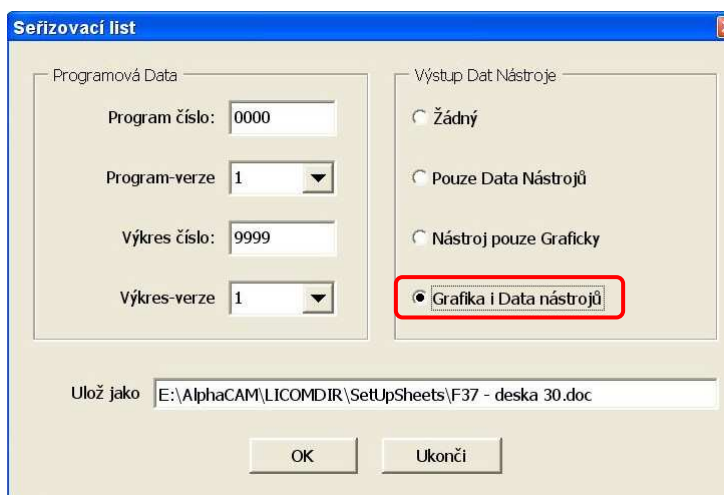 Seřizovací list
Programová Data
Program číslo: 0000
Program-verze 1
Výkres číslo: 9999
Výkres-verze 1
Výstup Dat Nástroje
Žádný
Pouze Data Nástrojů
Nástroj pouze Graficky
Grafika i Data nástrojů
Ulož jako E:\AlphaCAM\LICOMDIR\SetUpSheets\F37 - deska 30.doc
OK Ukonči